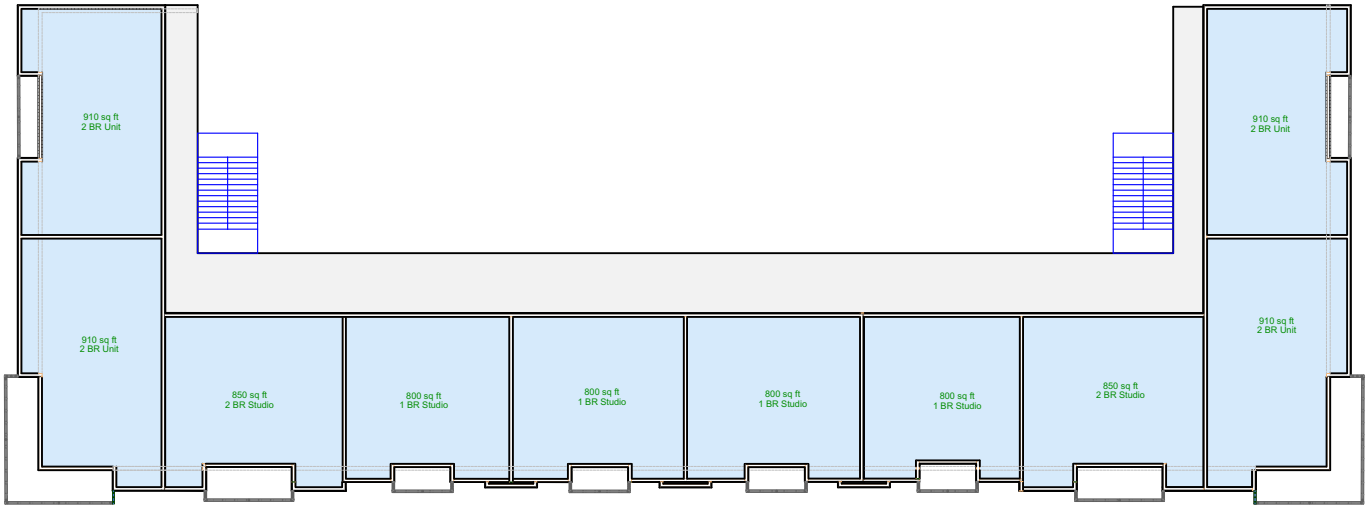 910 sq ft
2 BR Unit
910 sq ft
2 BR Unit
910 sq ft
2 BR Unit
910 sq ft
2 BR Unit
850 sq ft
2 BR Studio
800 sq ft
1 BR Studio
800 sq ft
1 BR Studio
800 sq ft
1 BR Studio
800 sq ft
1 BR Studio
850 sq ft
2 BR Studio